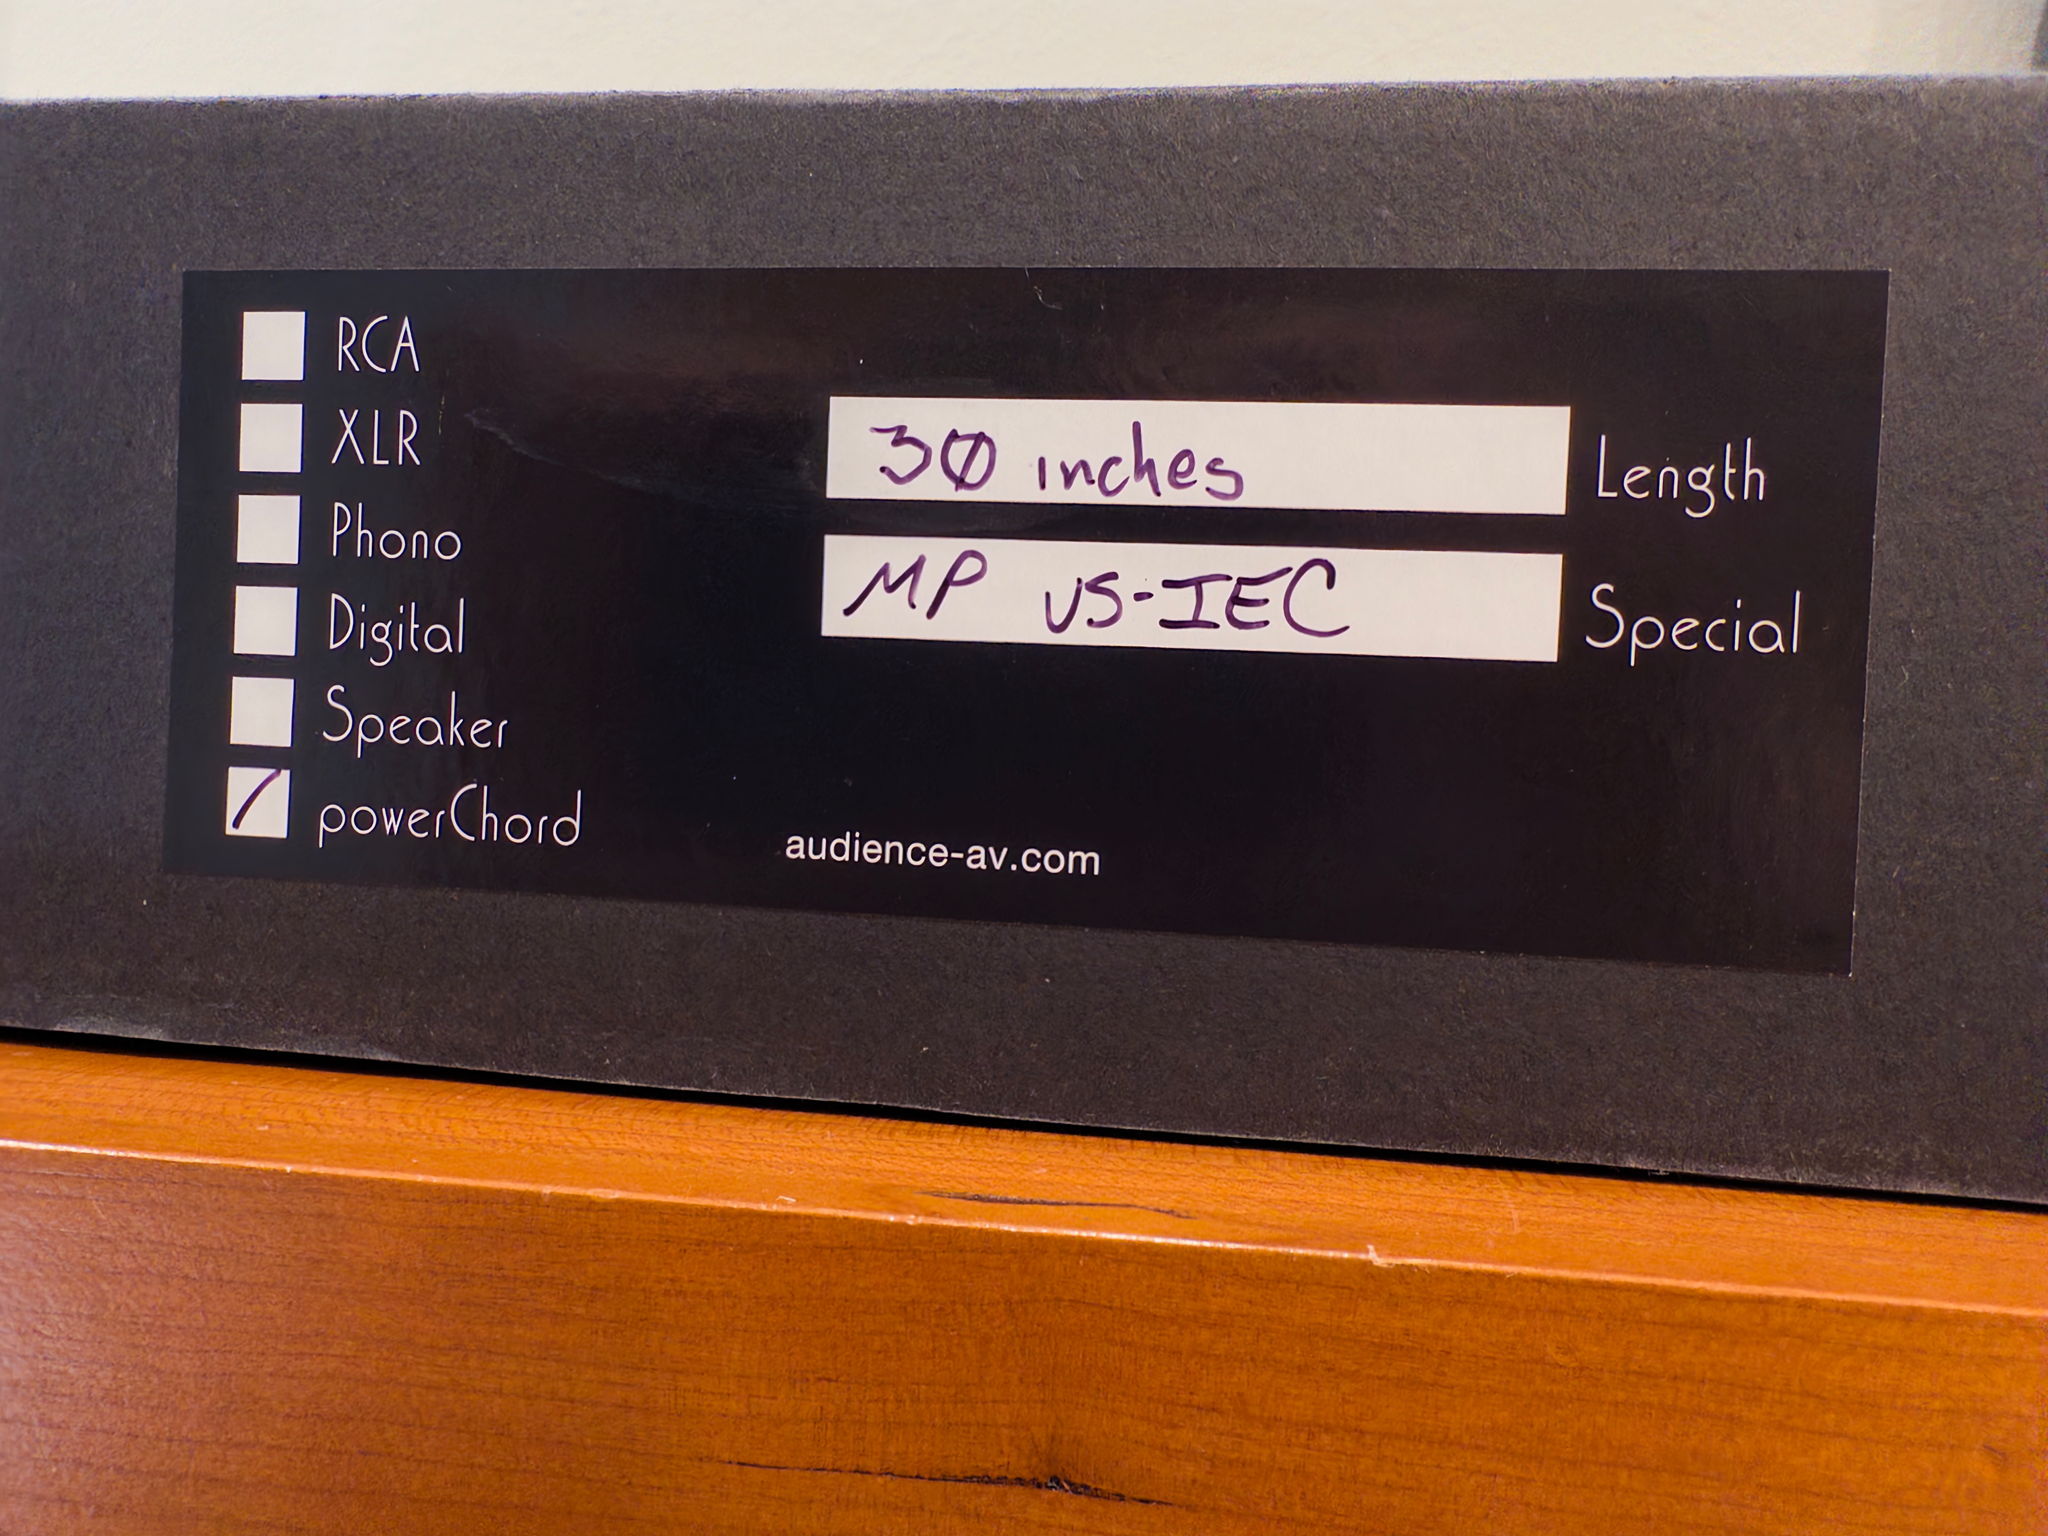 RCA
XLR
Phono
Digital
Speaker
powerChord
30 inches Length
MP US-IEC Special
audience-av.com